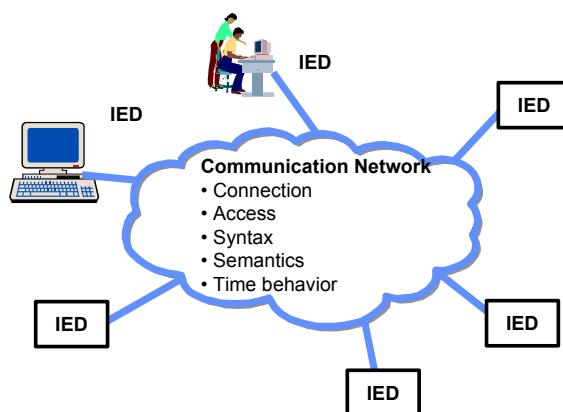 IED
IED
IED
Communication Network
• Connection
• Access
• Syntax
• Semantics
• Time behavior
IED
IED
IED